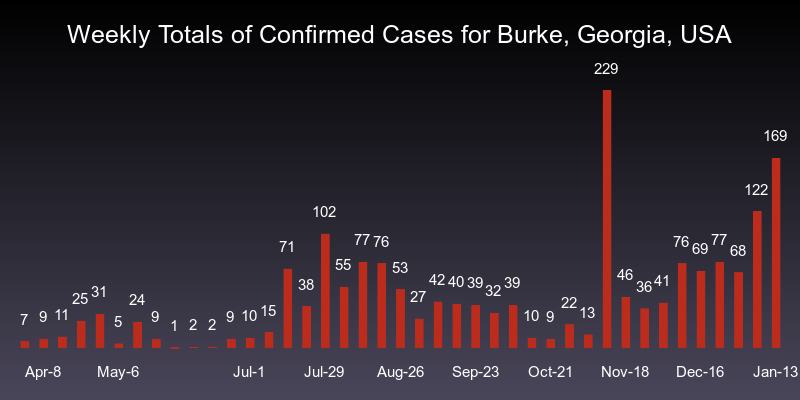 Weekly Totals of Confirmed Cases for Burke, Georgia, USA
7 9 11 25 31 5 24 9 1 2 2 9 10 15 71 38 102 55 77 76 53 27 42 40 39 32 39 10 9 22 13 229 46 36 41 76 69 77 68 122 169
Apr-8 May-6 Jul-1 Jul-29 Aug-26 Sep-23 Oct-21 Nov-18 Dec-16 Jan-13